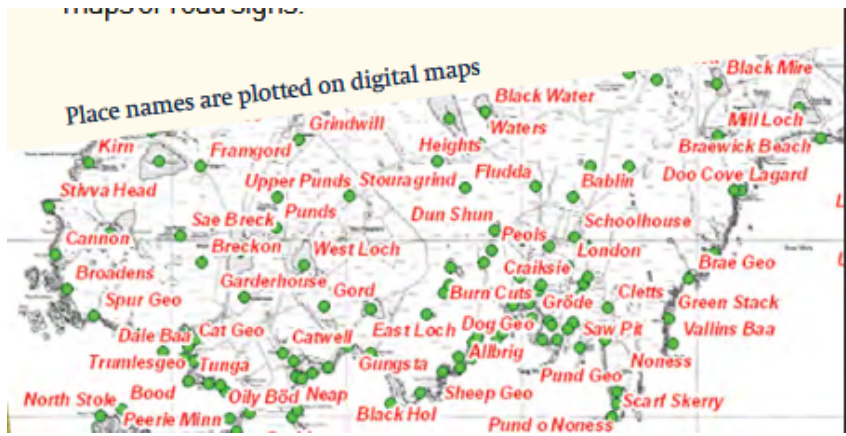 maps or road signs.
Place names are plotted on digital maps
Black Mire
Black Water
Grindwill
Waters
Mill Loch
Kirn
Framgord
Heights
Braewick Beach
Stivva Head
Upper Punds
Stouragrind
Fludda
Bablin
Doo Cove
Lagard
Sae Breck
Punds
Dun Shun
Schoolhouse
Cannon
Breckon
West Loch
Peols
London
Broadens
Garderhouse
Craiksie
Brae Geo
Spur Geo
Gord
Burn Cuts
Gröde
Cletts
Green Stack
Dale Baa
Cat Geo
Catwell
East Loch
Dog Geo
Saw Pit
Vallins Baa
Trumlesgeo
Tunga
Gungsta
Allbrig
Noness
Pund Geo
North Stole
Bood
Oily Böd
Neap
Sheep Geo
Scarf Skerry
Peerie Minn
Black Hol
Pund o Noness